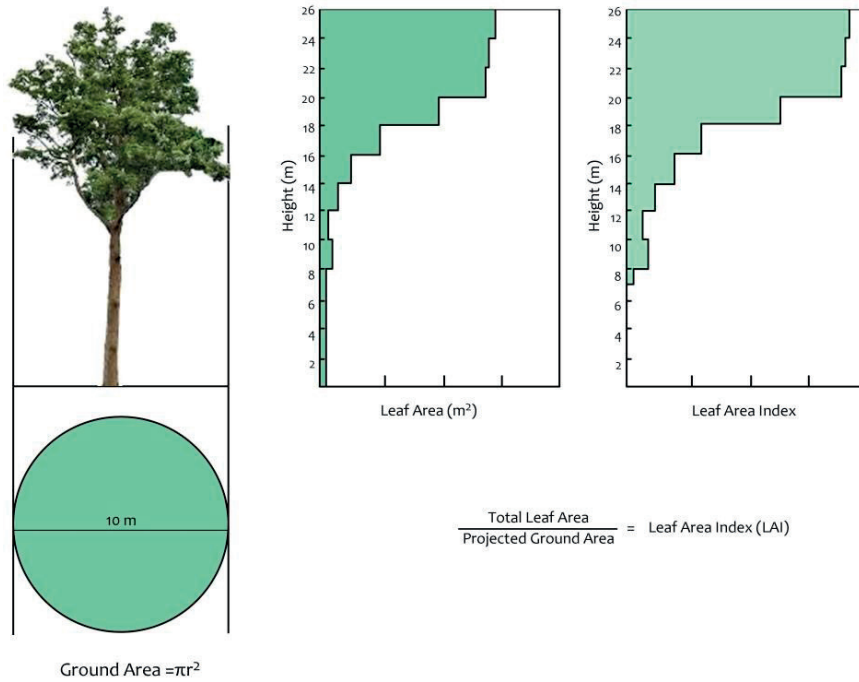 26
24
22
20
18
16
14
12
10
8
6
4
2
Height (m)
Leaf Area (m²)
26
24
22
20
18
16
14
12
10
8
6
4
2
Height (m)
Leaf Area Index
10 m
Total Leaf Area
Projected Ground Area
= Leaf Area Index (LAI)
Ground Area =πr²